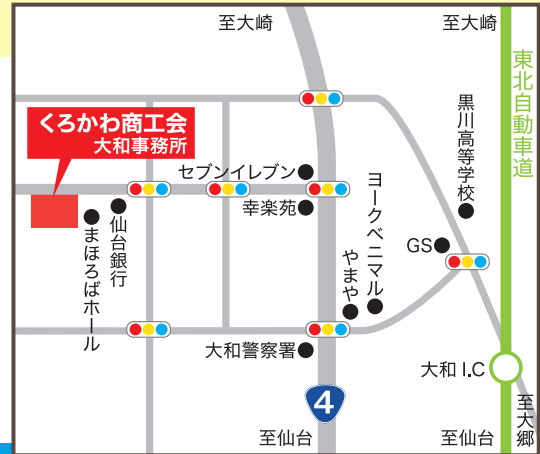 至大崎
至大崎
東北自動車道
黒川高等学校
くろかわ商工会
大和事務所
セブンイレブン
幸楽苑
ヨークベニマル
やまや
GS
仙台銀行
まほろばホール
大和警察署
大和 I.C
4
至大郷
至仙台
至仙台